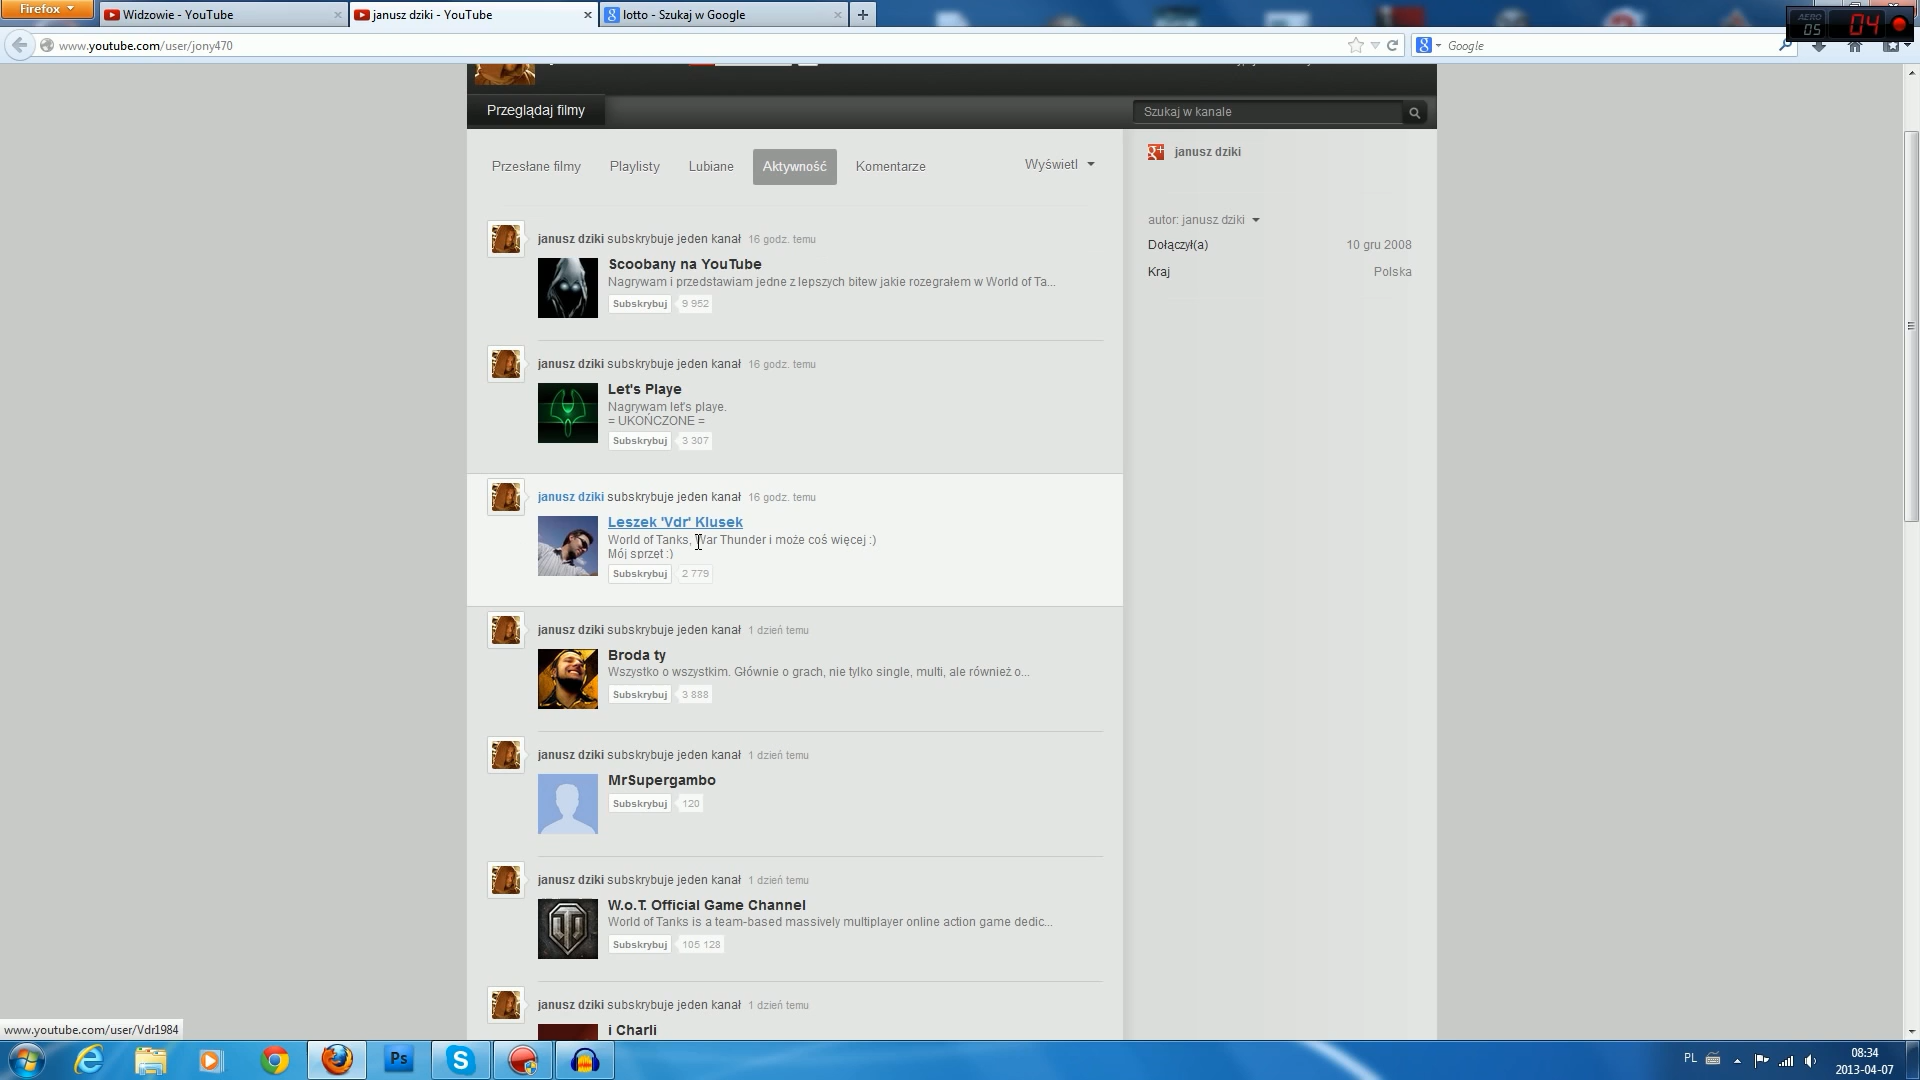 Firefox
Widzowie - YouTube
janusz dziki - YouTube
lotto - Szukaj w Google
AERO
05
04
www.youtube.com/user/jony470
Google
Przeglądaj filmy
Szukaj w kanale
Przesłane filmy
Playlisty
Lubiane
Aktywność
Komentarze
Wyświetl
janusz dziki
autor: janusz dziki
Dołączył(a) 10 gru 2008
Kraj Polska
janusz dziki subskrybuje jeden kanał 16 godz. temu
Scoobany na YouTube
Nagrywam i przedstawiam jedne z lepszych bitew jakie rozegrałem w World of Ta...
Subskrybuj 9 952
janusz dziki subskrybuje jeden kanał 16 godz. temu
Let's Playe
Nagrywam let's playe.
= UKOŃCZONE =
Subskrybuj 3 307
janusz dziki subskrybuje jeden kanał 16 godz. temu
Leszek 'Vdr' Klusek
World of Tanks, War Thunder i może coś więcej :)
Mój sprzęt :)
Subskrybuj 2 779
janusz dziki subskrybuje jeden kanał 1 dzień temu
Broda ty
Wszystko o wszystkim. Głównie o grach, nie tylko single, multi, ale również o...
Subskrybuj 3 888
janusz dziki subskrybuje jeden kanał 1 dzień temu
MrSupergambo
Subskrybuj 120
janusz dziki subskrybuje jeden kanał 1 dzień temu
W.o.T. Official Game Channel
World of Tanks is a team-based massively multiplayer online action game dedic...
Subskrybuj 105 128
janusz dziki subskrybuje jeden kanał 1 dzień temu
i Charli
www.youtube.com/user/Vdr1984
Ps
PL
08:34
2013-04-07